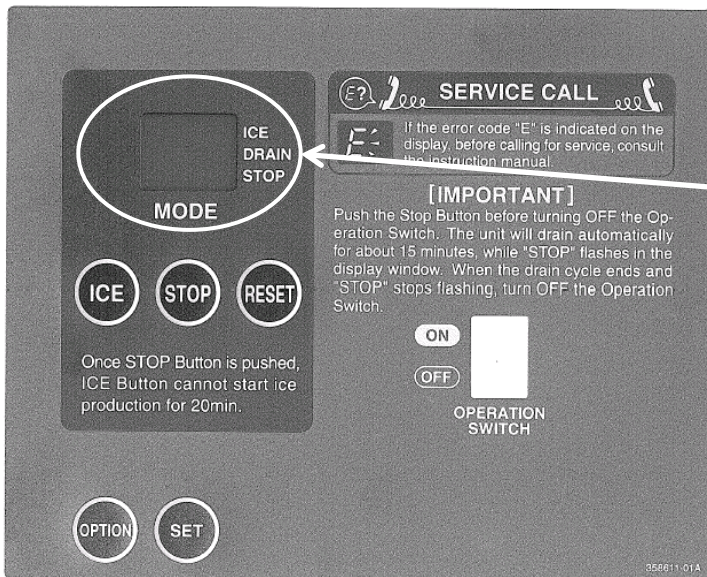 ICE
DRAIN
STOP
MODE
ICE
STOP
RESET
Once STOP Button is pushed,
ICE Button cannot start ice
production for 20min.
OPTION
SET
E?
SERVICE CALL
E
If the error code "E" is indicated on the
display, before calling for service, consult
the instruction manual.
[IMPORTANT]
Push the Stop Button before turning OFF the Op-
eration Switch. The unit will drain automatically
for about 15 minutes, while "STOP" flashes in the
display window. When the drain cycle ends and
"STOP" stops flashing, turn OFF the Operation
Switch.
ON
OFF
OPERATION
SWITCH
358611-01A